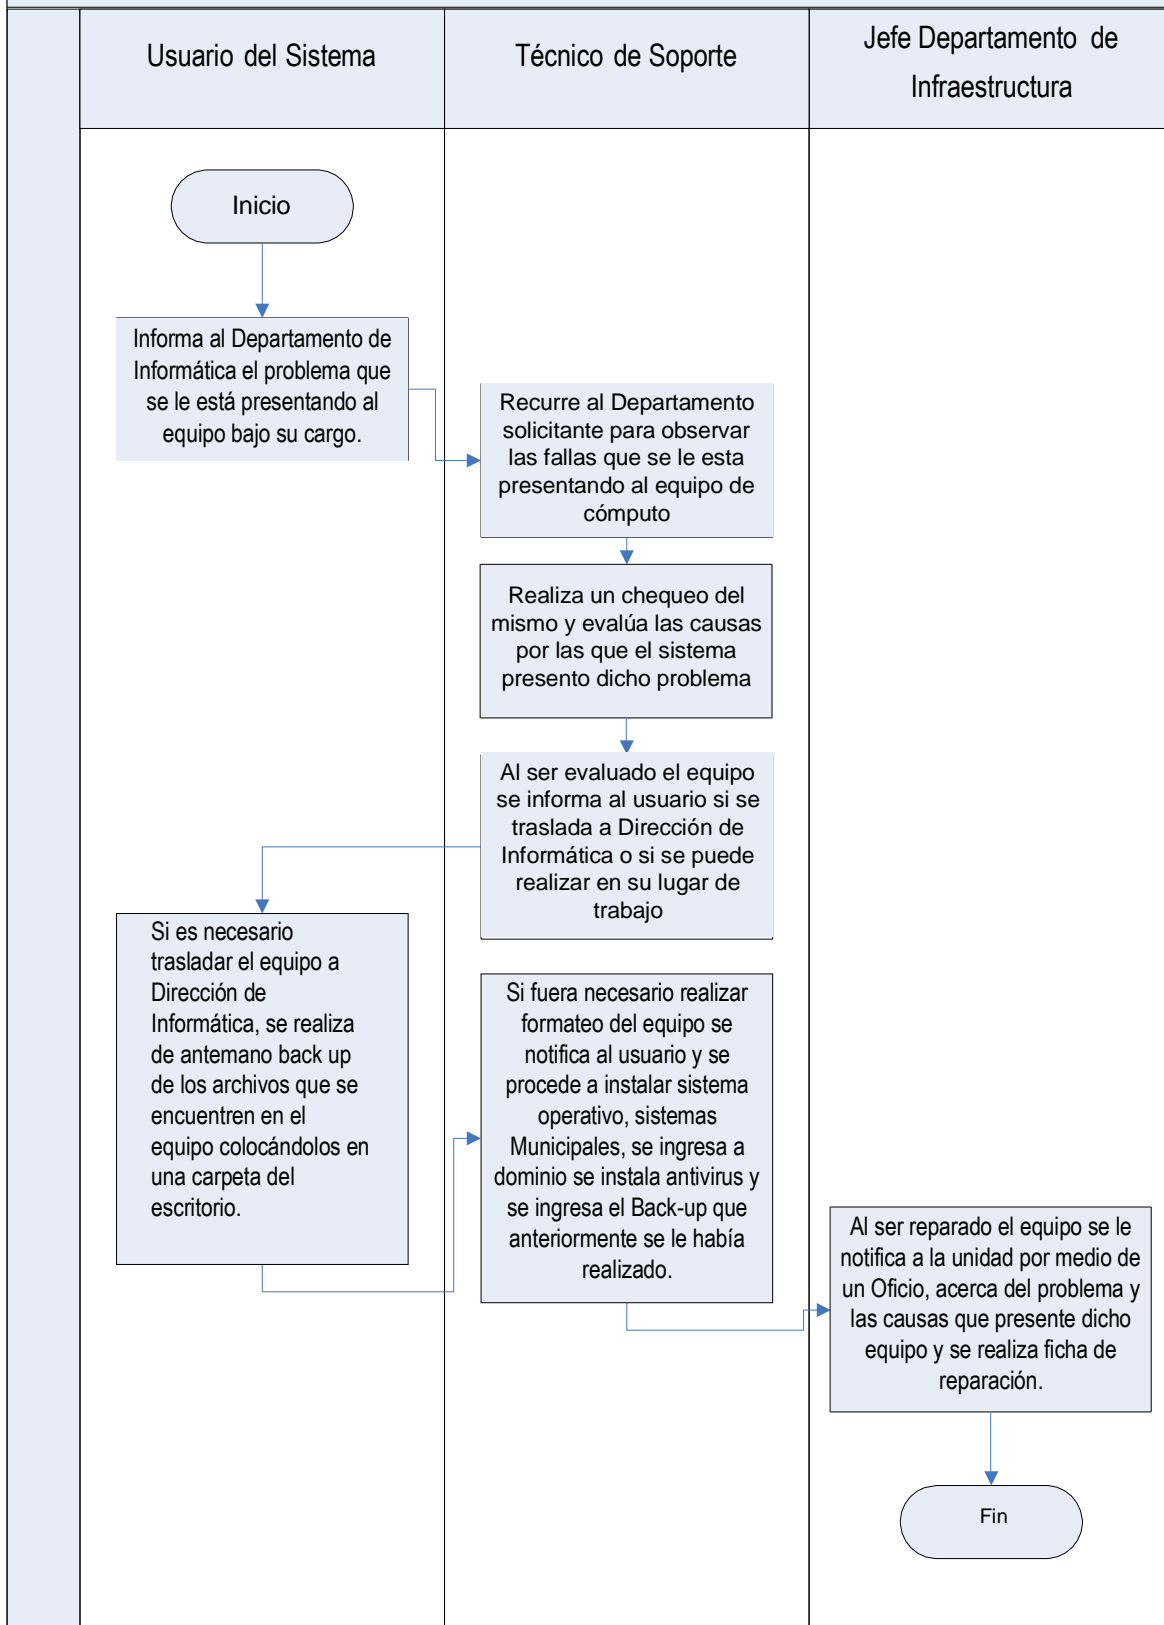 Usuario del Sistema
Técnico de Soporte
Jefe Departamento de
Infraestructura
Inicio
Informa al Departamento de
Informática el problema que
se le está presentando al
equipo bajo su cargo.
Recurre al Departamento
solicitante para observar
las fallas que se le esta
presentando al equipo de
cómputo
Realiza un chequeo del
mismo y evalúa las causas
por las que el sistema
presento dicho problema
Al ser evaluado el equipo
se informa al usuario si se
traslada a Dirección de
Informática o si se puede
realizar en su lugar de
trabajo
Si es necesario
trasladar el equipo a
Dirección de
Informática, se realiza
de antemano back up
de los archivos que se
encuentren en el
equipo colocándolos en
una carpeta del
escritorio.
Si fuera necesario realizar
formateo del equipo se
notifica al usuario y se
procede a instalar sistema
operativo, sistemas
Municipales, se ingresa a
dominio se instala antivirus y
se ingresa el Back-up que
anteriormente se le había
realizado.
Al ser reparado el equipo se le
notifica a la unidad por medio de
un Oficio, acerca del problema y
las causas que presente dicho
equipo y se realiza ficha de
reparación.
Fin